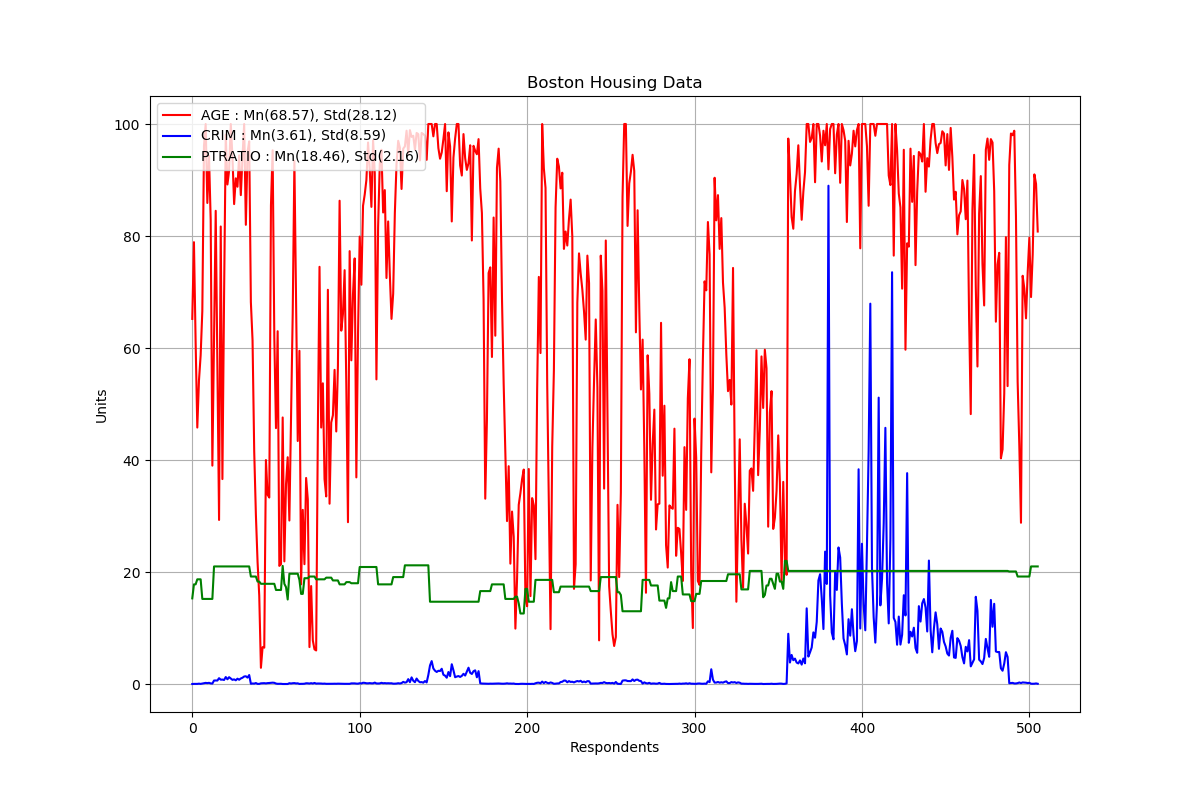 Boston Housing Data
AGE : Mn(68.57), Std(28.12)
CRIM : Mn(3.61), Std(8.59)
PTRATIO : Mn(18.46), Std(2.16)
100
80
60
40
20
0
Units
0 100 200 300 400 500
Respondents